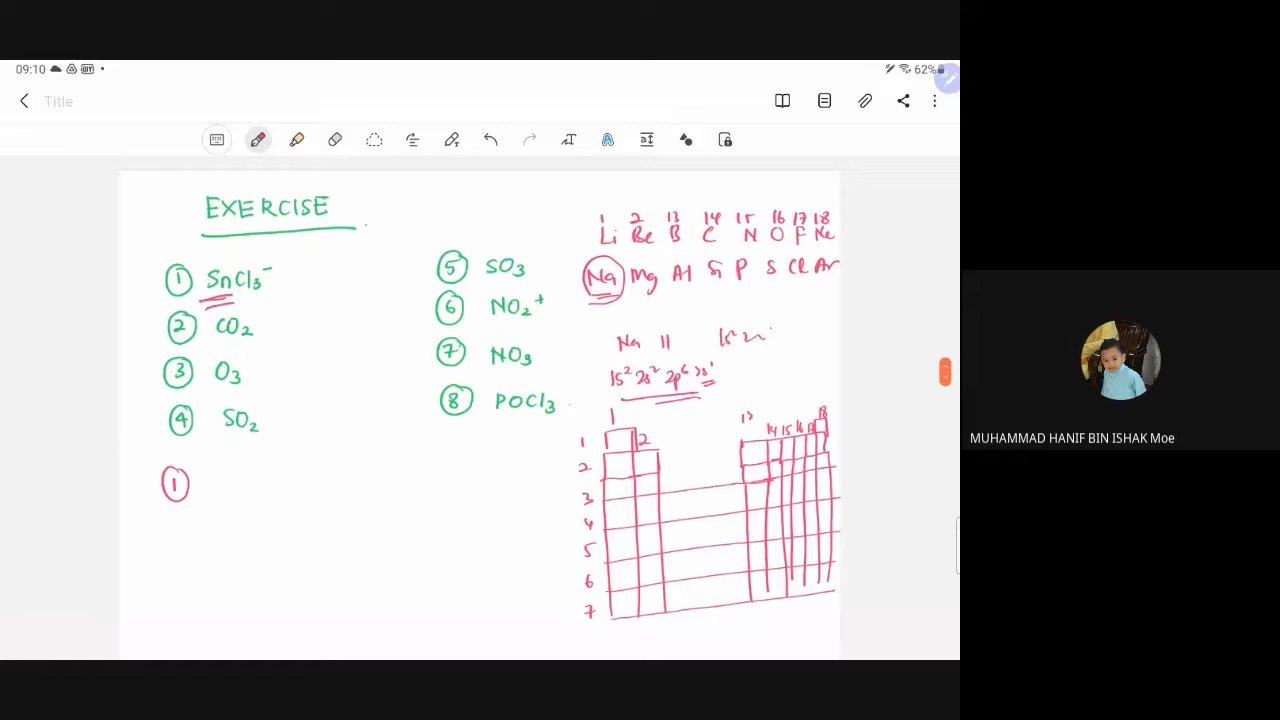 09:10
62%
Title
EXERCISE
① SnCl3⁻
② CO2
③ O3
④ SO2
⑤ SO3
⑥ NO2⁺
⑦ NO3
⑧ POCl3
①
1 2 13 14 15 16 17 18
Li Be B C N O F Ne
Na Mg Al Si P S Cl Ar
Na 11
1s² 2s² 2p⁶ 3s¹
1 18
14 15 16
1 2
2
3
4
5
6
7
MUHAMMAD HANIF BIN ISHAK Moe